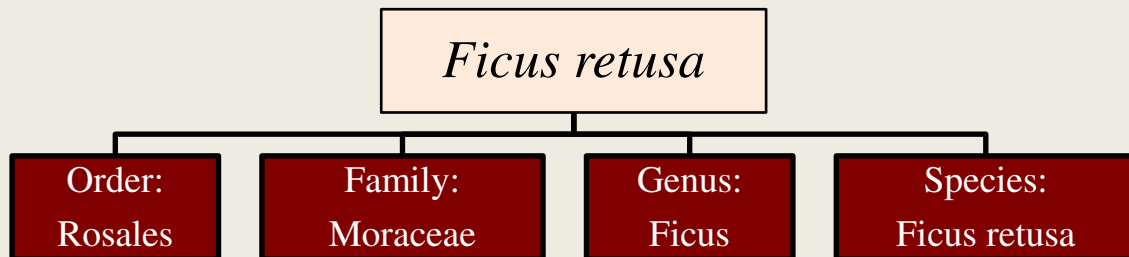 Ficus retusa
Order:
Rosales
Family:
Moraceae
Genus:
Ficus
Species:
Ficus retusa